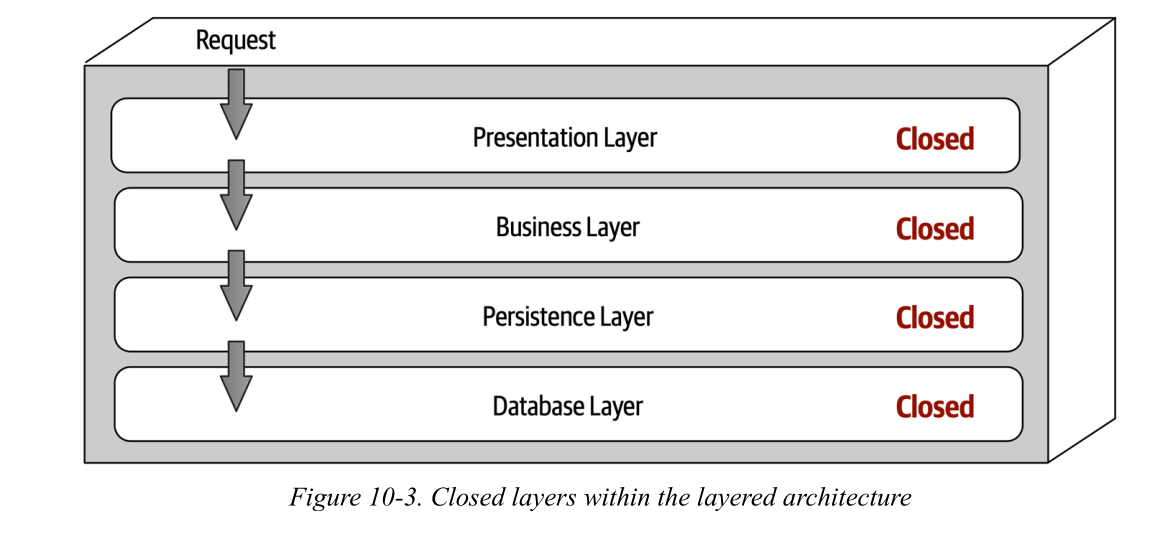 Request
Presentation Layer Closed
Business Layer Closed
Persistence Layer Closed
Database Layer Closed
Figure 10-3. Closed layers within the layered architecture